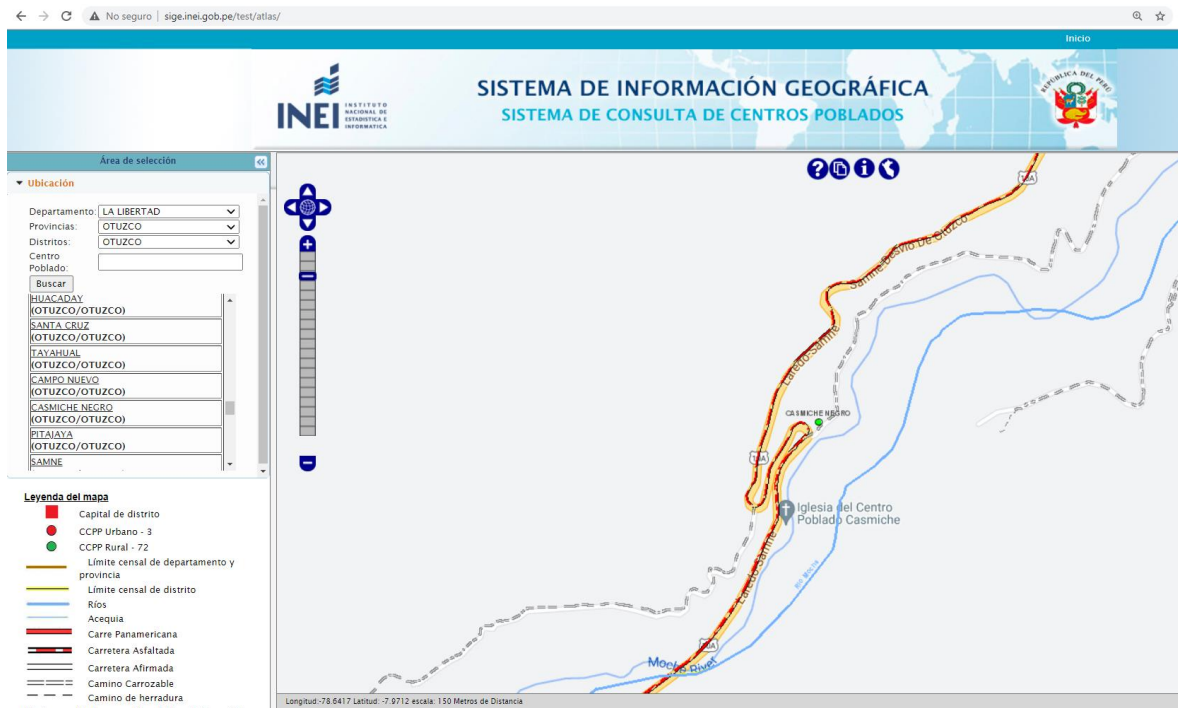 No seguro | sige.inei.gob.pe/test/atlas/
Inicio
INEI
INSTITUTO
NACIONAL DE
ESTADISTICA E
INFORMATICA
SISTEMA DE INFORMACIÓN GEOGRÁFICA
SISTEMA DE CONSULTA DE CENTROS POBLADOS
REPÚBLICA DEL PERÚ
Área de selección
Ubicación
Departamento: LA LIBERTAD
Provincias: OTUZCO
Distritos: OTUZCO
Centro
Poblado:
Buscar
HUACADAY
(OTUZCO/OTUZCO)
SANTA CRUZ
(OTUZCO/OTUZCO)
TAYAHUAL
(OTUZCO/OTUZCO)
CAMPO NUEVO
(OTUZCO/OTUZCO)
CASMICHE NEGRO
(OTUZCO/OTUZCO)
PITAJAYA
(OTUZCO/OTUZCO)
SAMNE
Leyenda del mapa
Capital de distrito
CCPP Urbano - 3
CCPP Rural - 72
Límite censal de departamento y
provincia
Límite censal de distrito
Ríos
Acequia
Carre Panamericana
Carretera Asfaltada
Carretera Afirmada
Camino Carrozable
Camino de herradura
Samne-Desvio De Otuzco
Laredo-Samne
CASMICHE NEGRO
Iglesia del Centro
Poblado Casmiche
Laredo-Samne
Moche River
Longitud:-78.6417 Latitud: -7.9712 escala: 150 Metros de Distancia